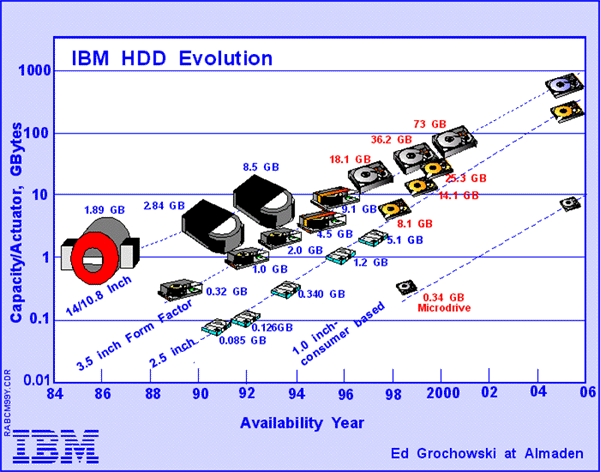 IBM HDD Evolution
Capacity/Actuator, GBytes
1000
100
10
1
0.1
0.01
73 GB
36.2 GB
18.1 GB
8.5 GB
25.3 GB
14.1 GB
2.84 GB
1.89 GB
9.1 GB
4.5 GB
8.1 GB
2.0 GB
5.1 GB
1.0 GB
1.2 GB
14/10.8 Inch
0.32 GB
0.340 GB
0.34 GB
Microdrive
3.5 inch Form Factor
0.126GB
0.085 GB
2.5 inch
1.0 inch-
consumer based
84 86 88 90 92 94 96 98 2000 02 04 06
Availability Year
RABCM99Y.CDR
IBM
Ed Grochowski at Almaden